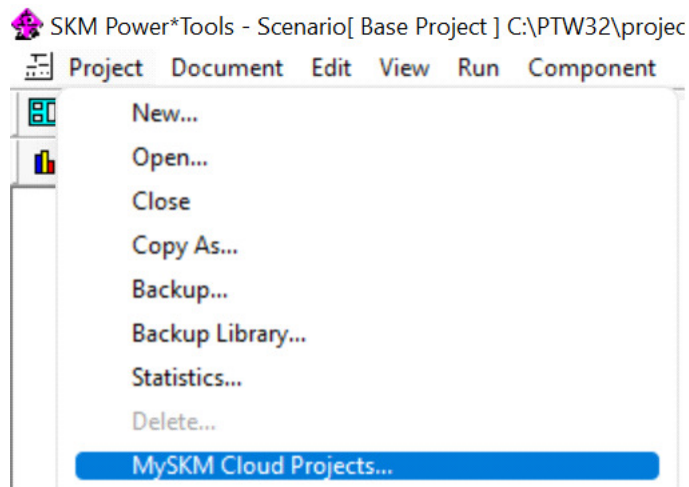 SKM Power*Tools - Scenario[ Base Project ] C:\PTW32\projec
Project Document Edit View Run Component
New...
Open...
Close
Copy As...
Backup...
Backup Library...
Statistics...
Delete...
MySKM Cloud Projects...